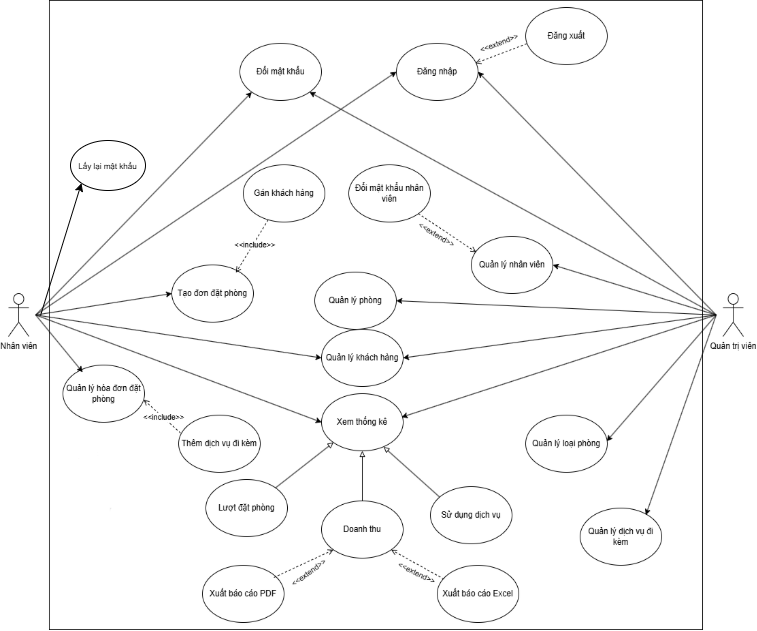 Đăng xuất
<<extend>>
Đổi mật khẩu
Đăng nhập
Lấy lại mật khẩu
Gán khách hàng
Đổi mật khẩu nhân
viên
<<include>>
<<extend>>
Quản lý nhân viên
Tạo đơn đặt phòng
Quản lý phòng
Nhân viên
Quản trị viên
Quản lý khách hàng
Quản lý hóa đơn đặt
phòng
<<include>>
Xem thống kê
Thêm dịch vụ đi kèm
Quản lý loại phòng
Lượt đặt phòng
Sử dụng dịch vụ
Doanh thu
Quản lý dịch vụ đi
kèm
<<extend>>
<<extend>>
Xuất báo cáo PDF
Xuất báo cáo Excel